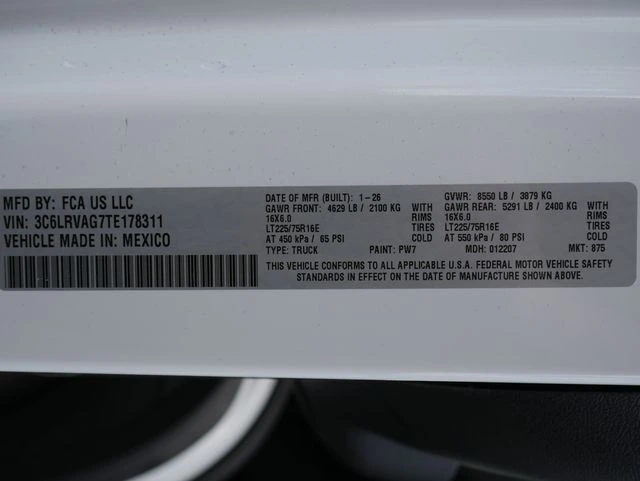 MFD BY: FCA US LLC
VIN: 3C6LRVAG7TE178311
VEHICLE MADE IN: MEXICO
DATE OF MFR (BUILT): 1-26
GAWR FRONT: 4629 LB / 2100 KG WITH
16X6.0 RIMS
LT225/75R16E TIRES
AT 450 kPa / 65 PSI
TYPE: TRUCK PAINT: PW7
GVWR: 8550 LB / 3879 KG
GAWR REAR: 5291 LB / 2400 KG WITH
16X6.0 RIMS
LT225/75R16E TIRES
AT 550 kPa / 80 PSI
MDH: 012207 MKT: 875
THIS VEHICLE CONFORMS TO ALL APPLICABLE U.S.A. FEDERAL MOTOR VEHICLE SAFETY
STANDARDS IN EFFECT ON THE DATE OF MANUFACTURE SHOWN ABOVE.